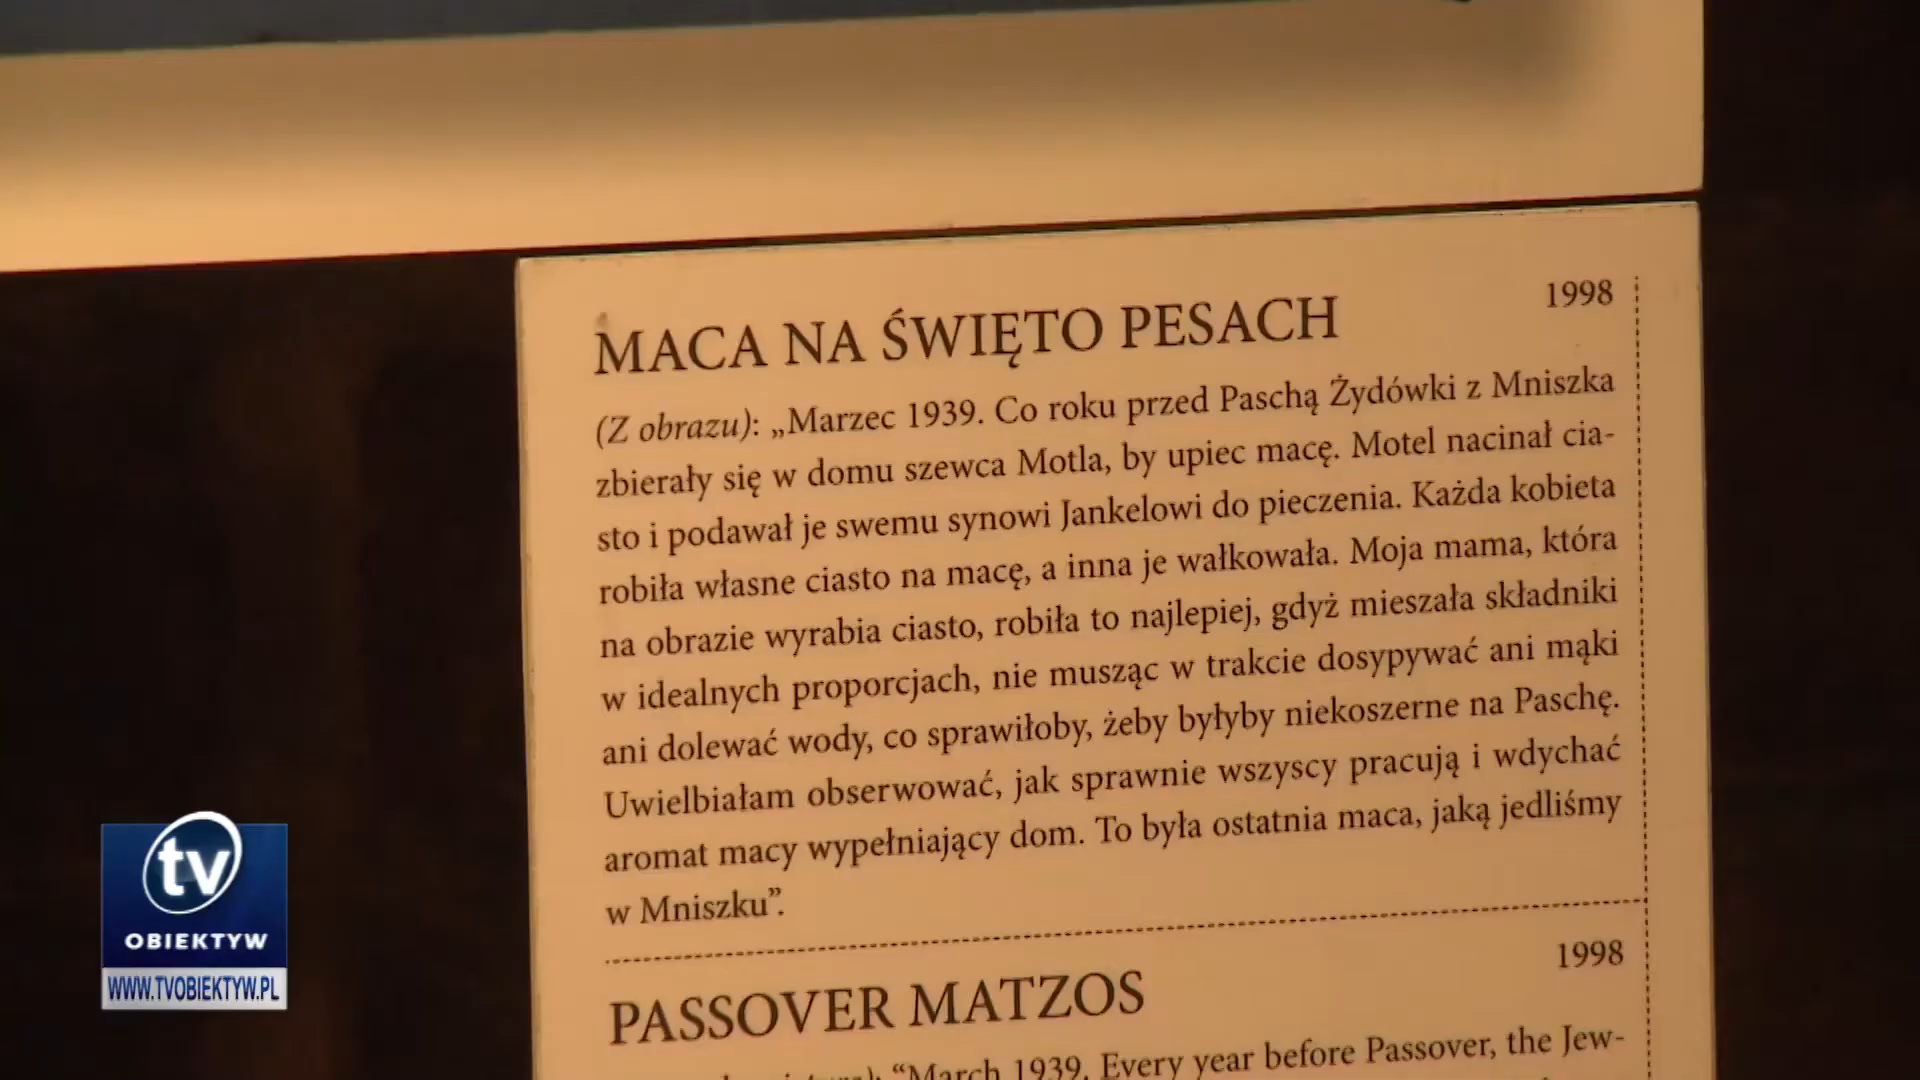 1998
MACA NA ŚWIĘTO PESACH
(Z obrazu): „Marzec 1939. Co roku przed Paschą Żydówki z Mniszka
zbierały się w domu szewca Motla, by upiec macę. Motel nacinał cia-
sto i podawał je swemu synowi Jankelowi do pieczenia. Każda kobieta
robiła własne ciasto na macę, a inna je wałkowała. Moja mama, która
na obrazie wyrabia ciasto, robiła to najlepiej, gdyż mieszała składniki
w idealnych proporcjach, nie musząc w trakcie dosypywać ani mąki
ani dolewać wody, co sprawiłoby, żeby byłyby niekoszerne na Paschę.
Uwielbiałam obserwować, jak sprawnie wszyscy pracują i wdychać
aromat macy wypełniający dom. To była ostatnia maca, jaką jedliśmy
w Mniszku”.
1998
PASSOVER MATZOS
“March 1939. Every year before Passover, the Jew-
tv
OBIEKTYW
WWW.TVOBIEKTYW.PL